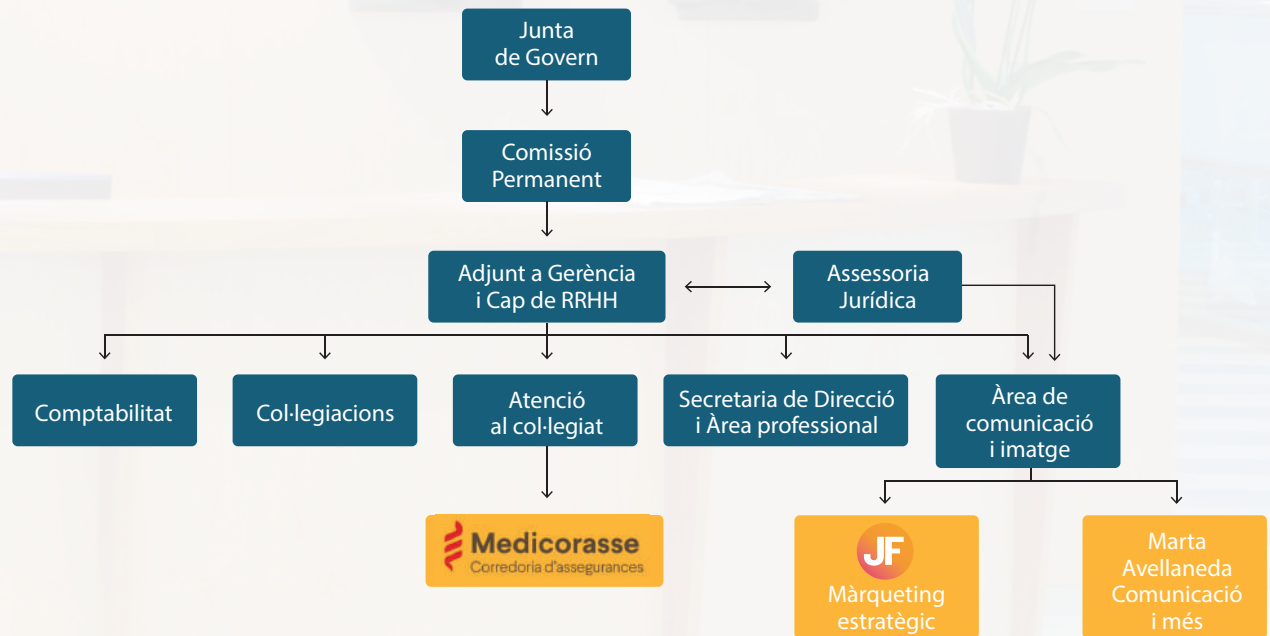 Junta
de Govern
Comissió
Permanent
Adjunt a Gerència
i Cap de RRHH
Assessoria
Jurídica
Comptabilitat
Col·legiacions
Atenció
al col·legiat
Secretaria de Direcció
i Àrea professional
Àrea de
comunicació
i imatge
Medicorasse
Corredoria d'assegurances
JF
Màrqueting
estratègic
Marta
Avellaneda
Comunicació
i més